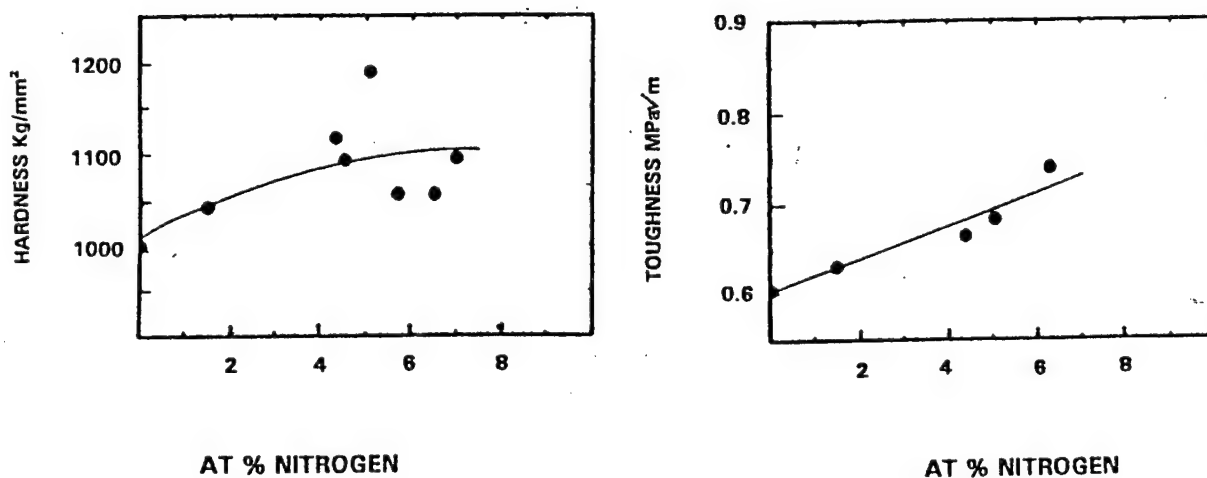 HARDNESS Kg/mm²
1200
1100
1000
2 4 6 8
AT % NITROGEN
TOUGHNESS MPa√m
0.9
0.8
0.7
0.6
2 4 6 8
AT % NITROGEN